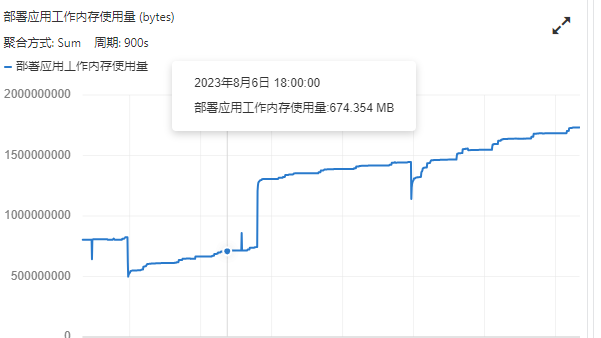 部署应用工作内存使用量 (bytes)
聚合方式: Sum 周期: 900s
部署应用工作内存使用量
2023年8月6日 18:00:00
部署应用工作内存使用量:674.354 MB
2000000000
1500000000
1000000000
500000000
0